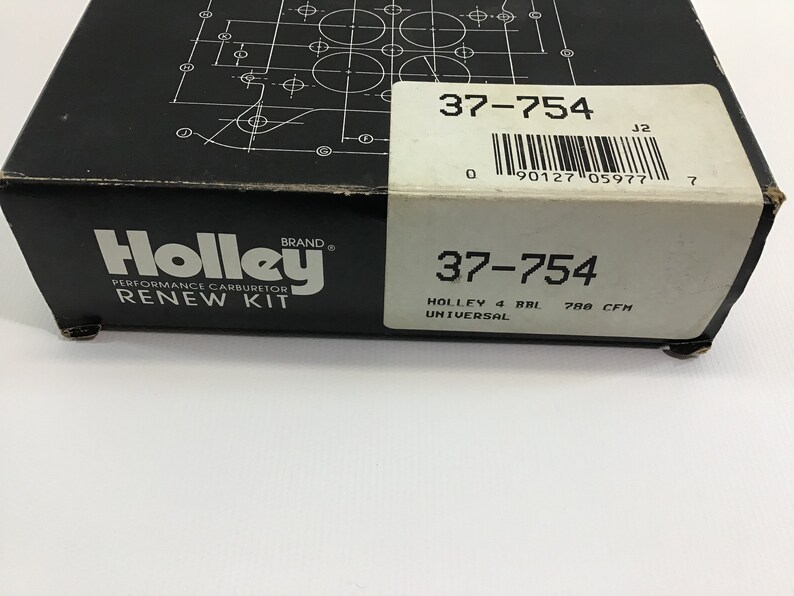 H
K
L
C
D
J
G
F
37-754
J2
0 90127 05977 7
Holley BRAND ®
PERFORMANCE CARBURETOR
RENEW KIT
37-754
HOLLEY 4 BBL 780 CFM
UNIVERSAL